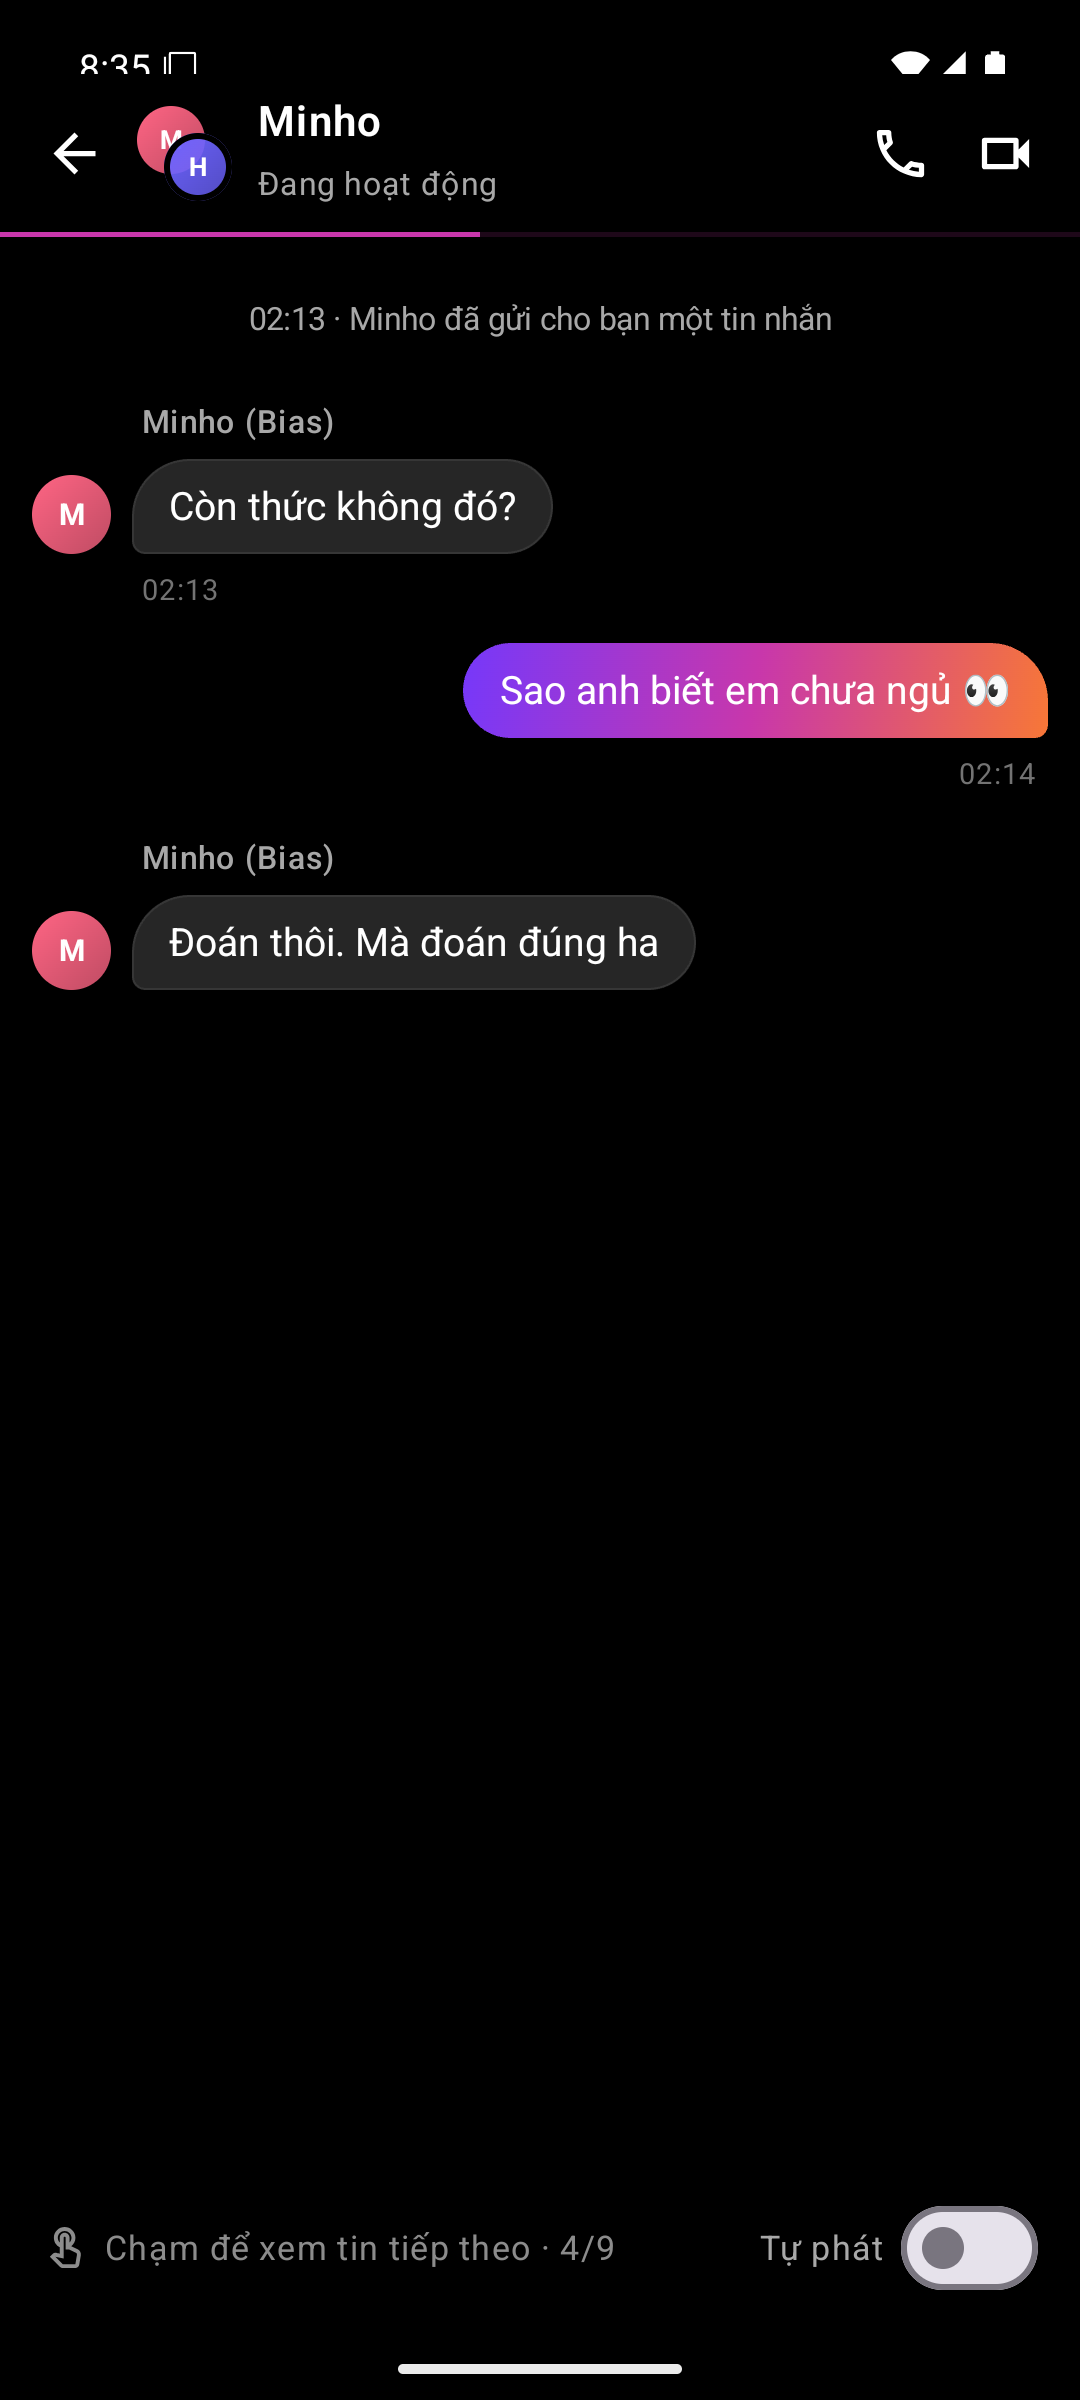 8:35
M
H
Minho
Đang hoạt động
02:13 · Minho đã gửi cho bạn một tin nhắn
Minho (Bias)
M
Còn thức không đó?
02:13
Sao anh biết em chưa ngủ 👀
02:14
Minho (Bias)
M
Đoán thôi. Mà đoán đúng ha
Chạm để xem tin tiếp theo · 4/9
Tự phát